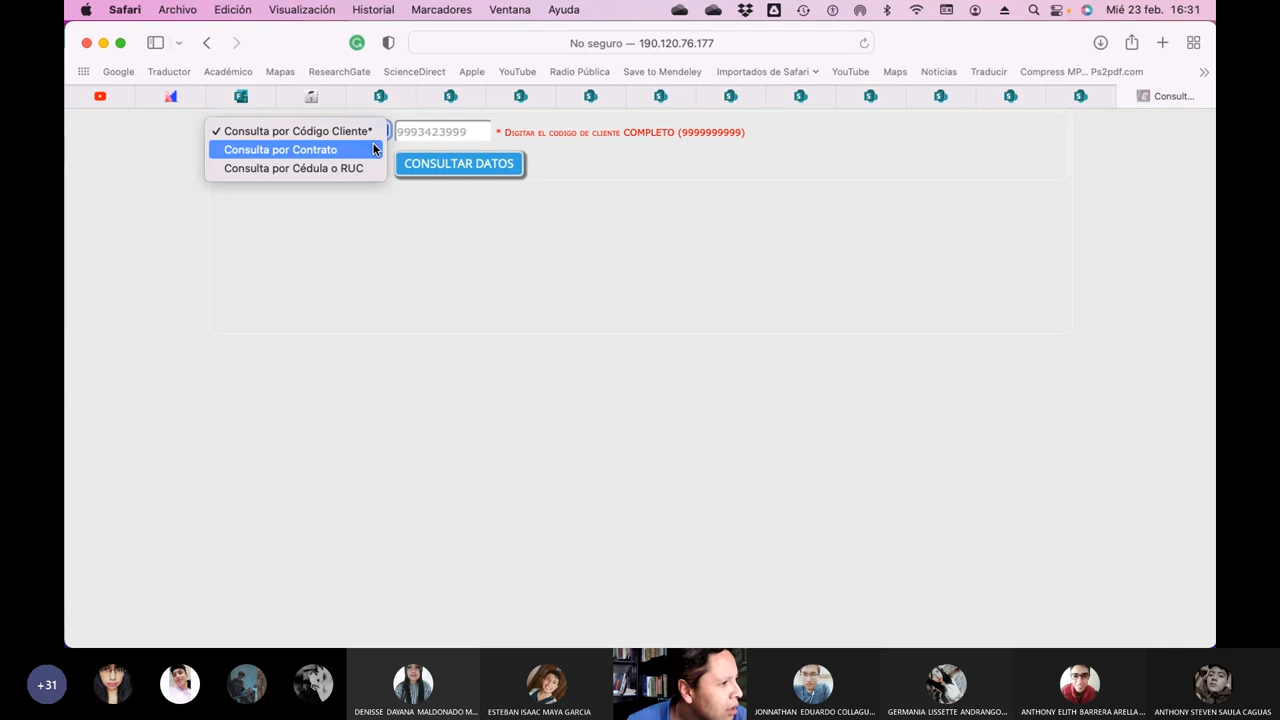 Safari Archivo Edición Visualización Historial Marcadores Ventana Ayuda Mié 23 feb. 16:31
No seguro — 190.120.76.177
Google Traductor Académico Mapas ResearchGate ScienceDirect Apple YouTube Radio Pública Save to Mendeley Importados de Safari YouTube Maps Noticias Traducir Compress MP... Ps2pdf.com
Consult...
✓ Consulta por Código Cliente* 9993423999 * DIGITAR EL CODIGO DE CLIENTE COMPLETO (9999999999)
Consulta por Contrato
CONSULTAR DATOS
Consulta por Cédula o RUC
+31
DENISSE DAYANA MALDONADO M... ESTEBAN ISAAC MAYA GARCIA JONNATHAN EDUARDO COLLAGU... GERMANIA LISSETTE ANDRANGO... ANTHONY ELITH BARRERA ARELLA... ANTHONY STEVEN SAULA CAGUAS